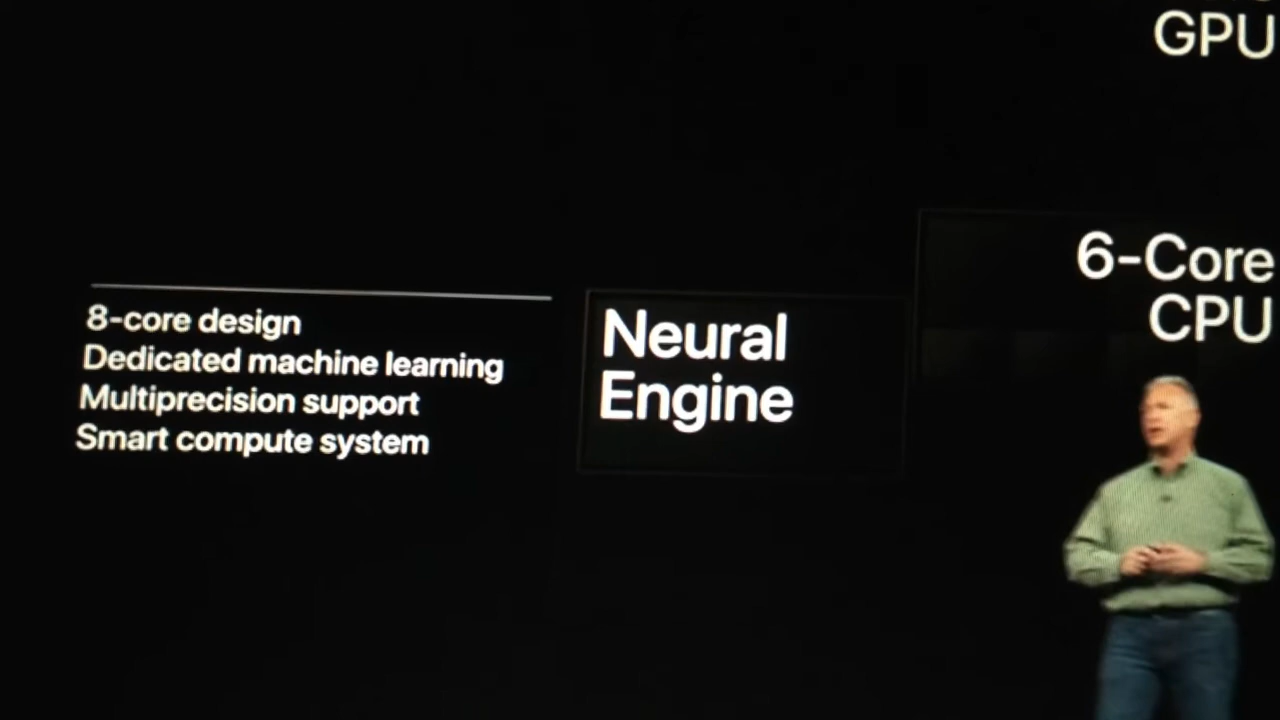 GPU
6-Core
CPU
8-core design
Dedicated machine learning
Multiprecision support
Smart compute system
Neural
Engine